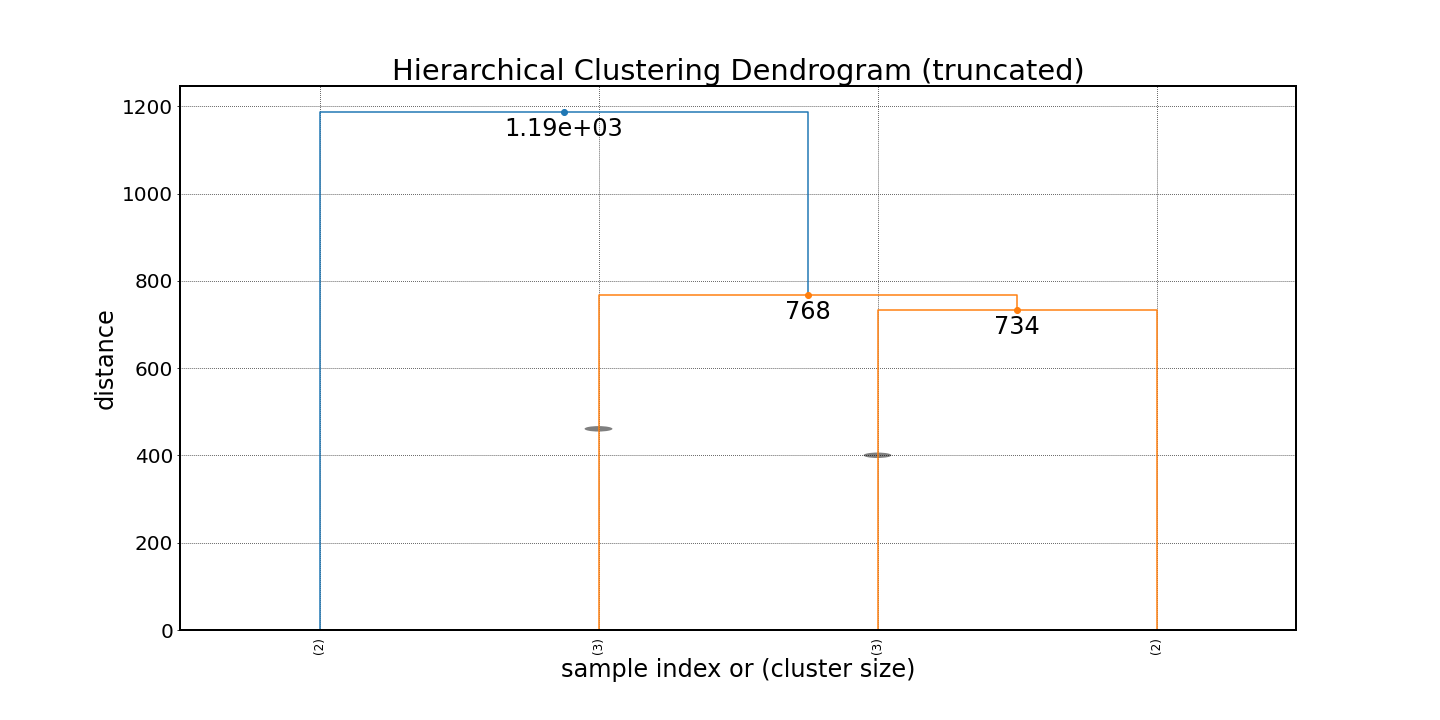 Hierarchical Clustering Dendrogram (truncated)
1200
1.19e+03
1000
800
768
734
600
400
200
0
distance
(2) (3) (3) (2)
sample index or (cluster size)